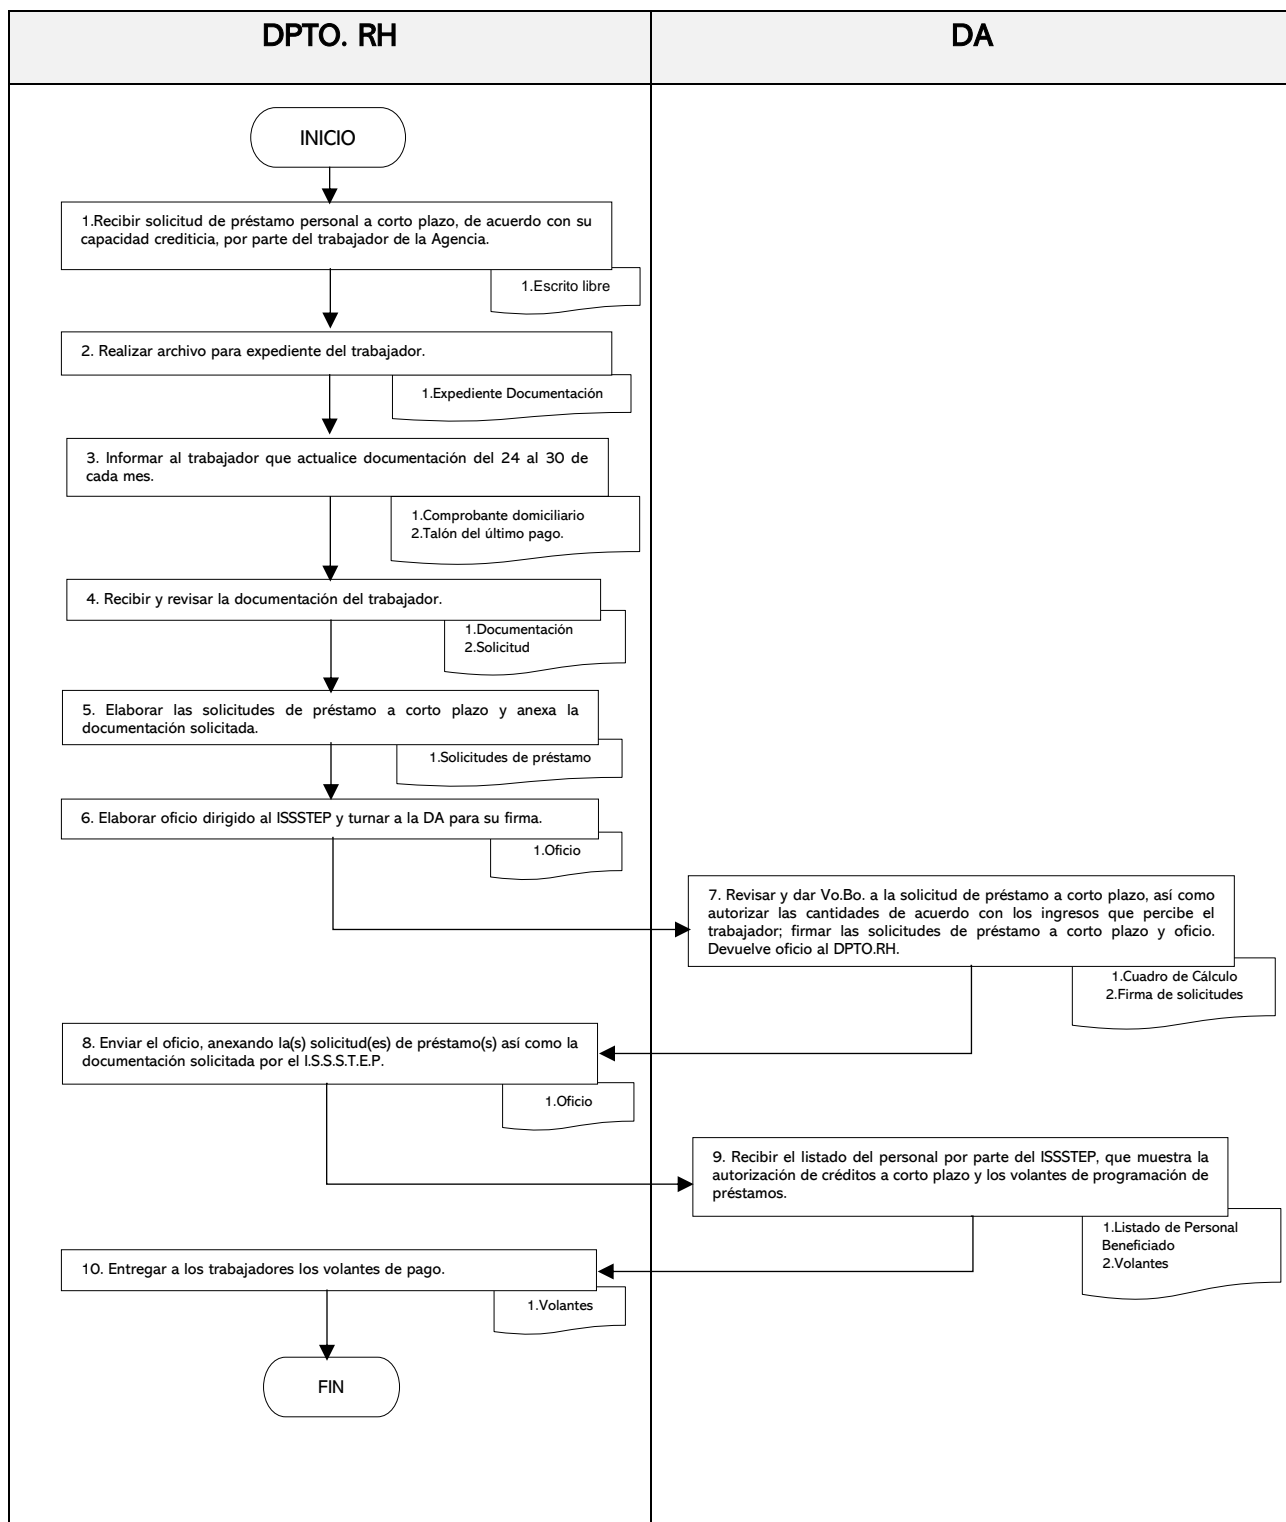 DPTO. RH
DA
INICIO
1.Recibir solicitud de préstamo personal a corto plazo, de acuerdo con su
capacidad crediticia, por parte del trabajador de la Agencia.
1.Escrito libre
2. Realizar archivo para expediente del trabajador.
1.Expediente Documentación
3. Informar al trabajador que actualice documentación del 24 al 30 de
cada mes.
1.Comprobante domiciliario
2.Talón del último pago.
4. Recibir y revisar la documentación del trabajador.
1.Documentación
2.Solicitud
5. Elaborar las solicitudes de préstamo a corto plazo y anexa la
documentación solicitada.
1.Solicitudes de préstamo
6. Elaborar oficio dirigido al ISSSTEP y turnar a la DA para su firma.
1.Oficio
7. Revisar y dar Vo.Bo. a la solicitud de préstamo a corto plazo, así como
autorizar las cantidades de acuerdo con los ingresos que percibe el
trabajador; firmar las solicitudes de préstamo a corto plazo y oficio.
Devuelve oficio al DPTO.RH.
1.Cuadro de Cálculo
2.Firma de solicitudes
8. Enviar el oficio, anexando la(s) solicitud(es) de préstamo(s) así como la
documentación solicitada por el I.S.S.S.T.E.P.
1.Oficio
9. Recibir el listado del personal por parte del ISSSTEP, que muestra la
autorización de créditos a corto plazo y los volantes de programación de
préstamos.
1.Listado de Personal
Beneficiado
2.Volantes
10. Entregar a los trabajadores los volantes de pago.
1.Volantes
FIN